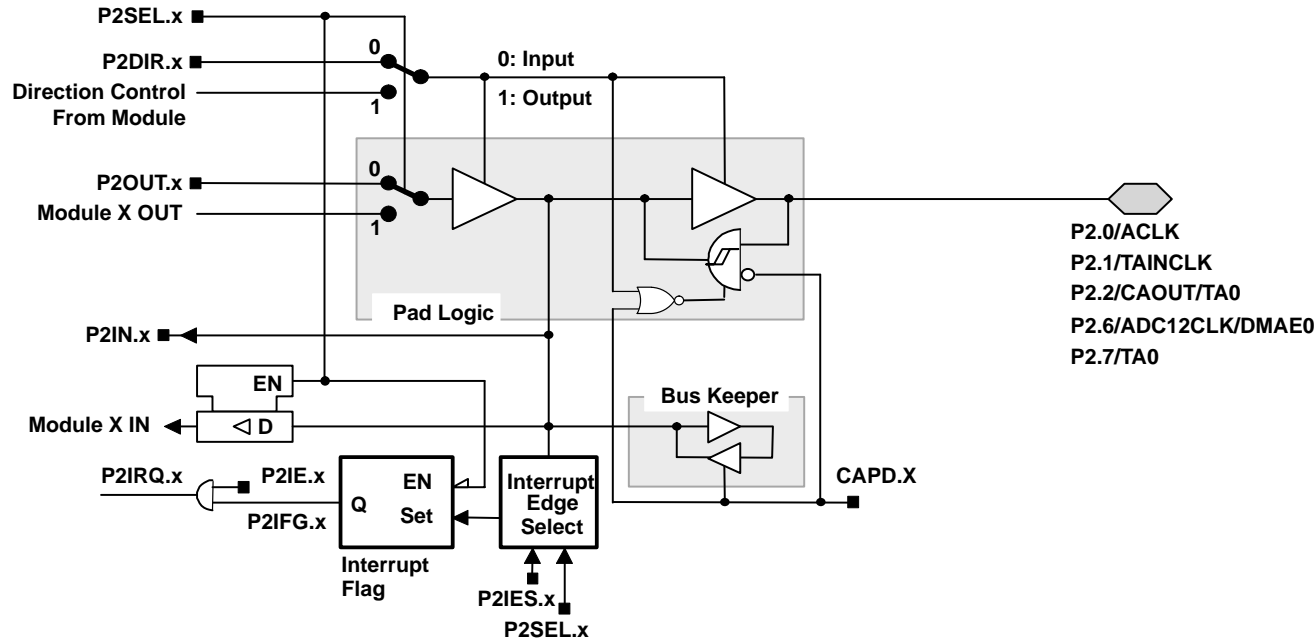 P2SEL.x
0
P2DIR.x
0: Input
Direction Control
From Module
1
1: Output
0
P2OUT.x
Module X OUT
1
P2.0/ACLK
P2.1/TAINCLK
P2.2/CAOUT/TA0
P2.6/ADC12CLK/DMAE0
P2.7/TA0
Pad Logic
P2IN.x
EN
Bus Keeper
Module X IN
D
P2IRQ.x
P2IE.x
CAPD.X
EN
Interrupt
Edge
Select
Q
Set
P2IFG.x
Interrupt
Flag
P2IES.x
P2SEL.x